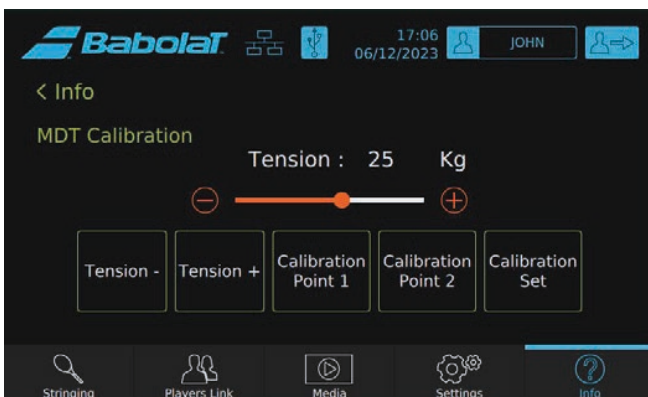 BabolaT 17:06 JOHN
06/12/2023
< Info
MDT Calibration
Tension : 25 Kg
Tension - Tension + Calibration Point 1 Calibration Point 2 Calibration Set
Stringing Players Link Media Settings Info